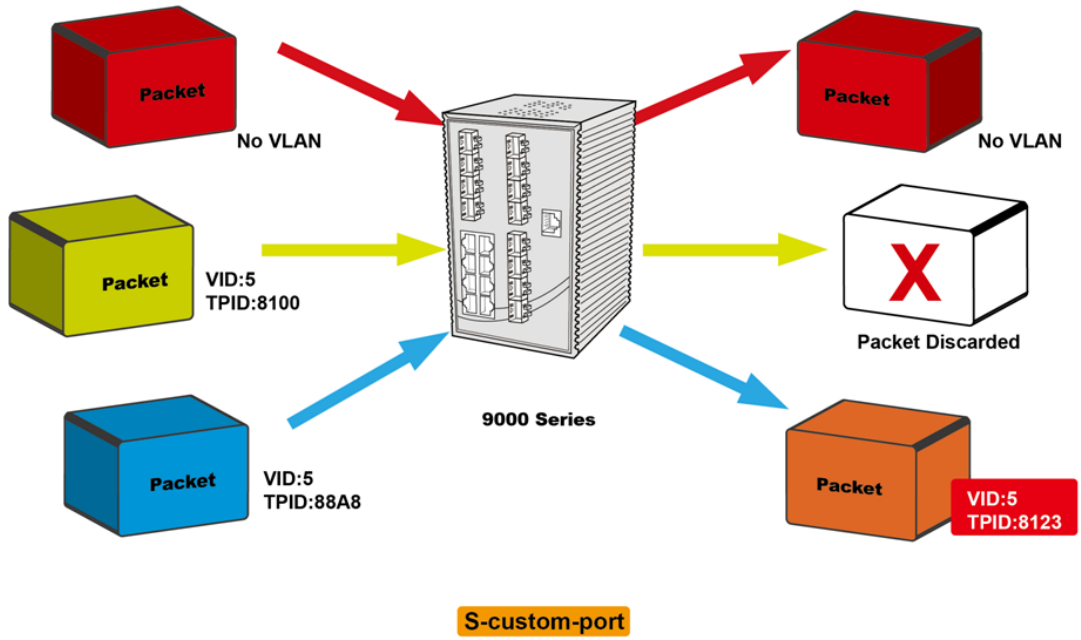 Packet
No VLAN
Packet
No VLAN
Packet
VID:5
TPID:8100
X
Packet Discarded
9000 Series
Packet
VID:5
TPID:88A8
Packet
VID:5
TPID:8123
S-custom-port